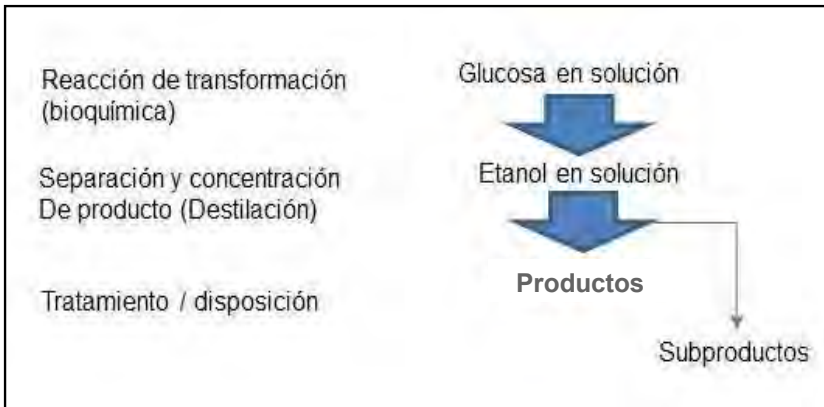 Reacción de transformación
(bioquímica)
Glucosa en solución
Separación y concentración
De producto (Destilación)
Etanol en solución
Productos
Tratamiento / disposición
Subproductos